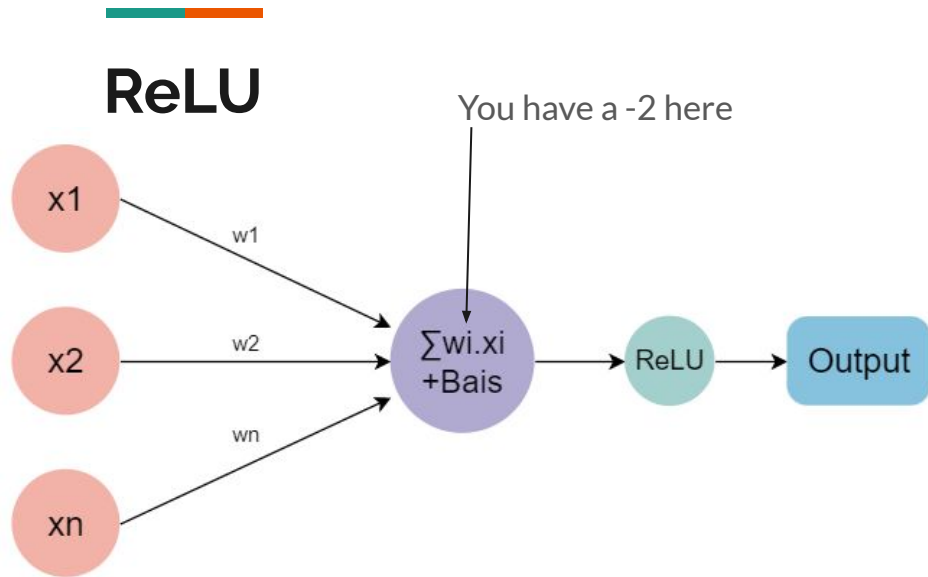 ReLU
You have a -2 here
x1
w1
x2
w2
∑wi.xi
+Bais
ReLU
Output
wn
xn